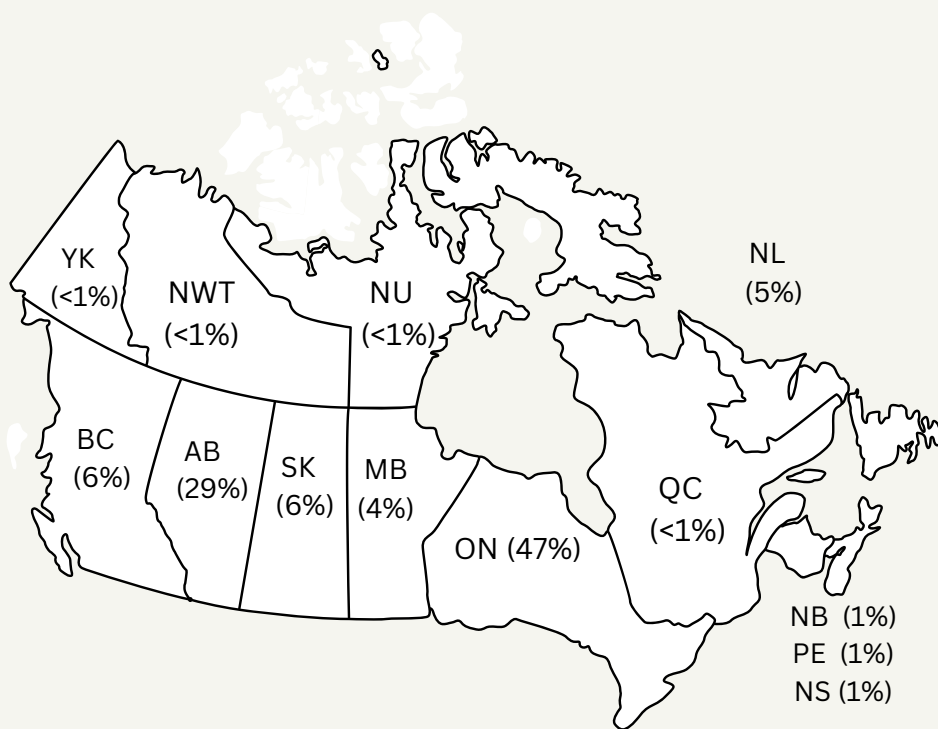 NL
(5%)
YK
(<1%)
NWT
(<1%)
NU
(<1%)
BC
(6%)
AB
(29%)
SK
(6%)
MB
(4%)
ON (47%)
QC
(<1%)
NB (1%)
PE (1%)
NS (1%)